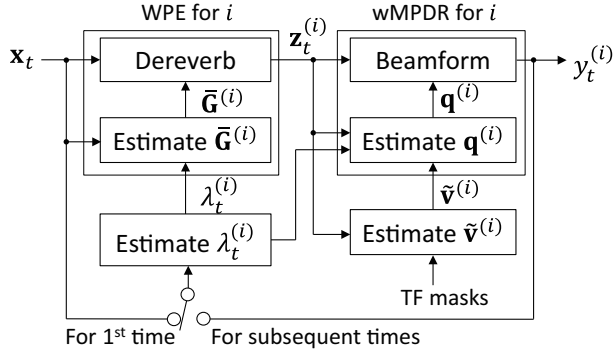 WPE for i
wMPDR for i
𝐱_t
Dereverb
𝐳_t^(i)
Beamform
y_t^(i)
𝐆̅^(i)
𝐪^(i)
Estimate 𝐆̅^(i)
Estimate 𝐪^(i)
λ_t^(i)
𝐯̃^(i)
Estimate λ_t^(i)
Estimate 𝐯̃^(i)
TF masks
For 1st time
For subsequent times